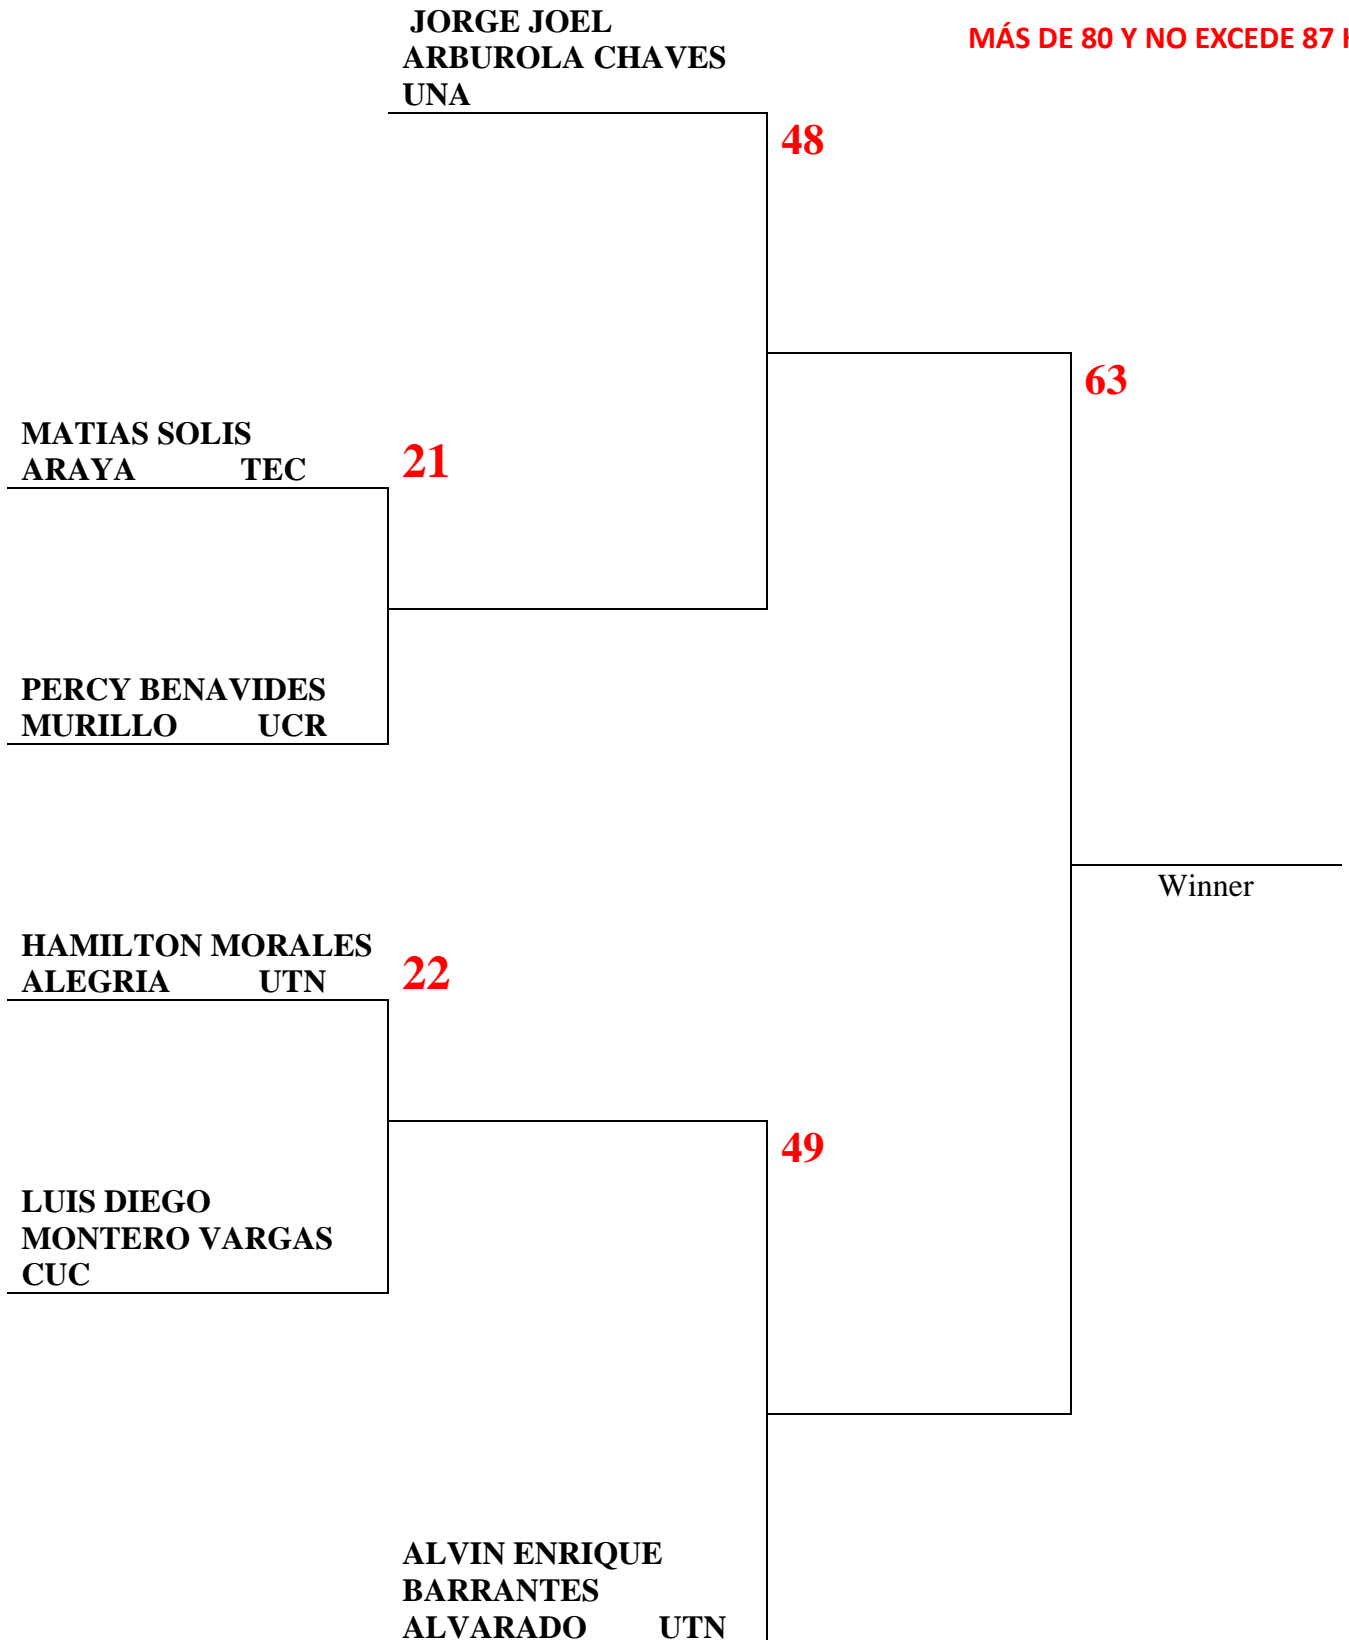 JORGE JOEL
ARBUROLA CHAVES
UNA
MÁS DE 80 Y NO EXCEDE 87
48
63
MATIAS SOLIS
ARAYA TEC
21
PERCY BENAVIDES
MURILLO UCR
Winner
HAMILTON MORALES
ALEGRIA UTN
22
49
LUIS DIEGO
MONTERO VARGAS
CUC
ALVIN ENRIQUE
BARRANTES
ALVARADO UTN